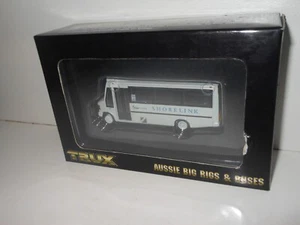 SHORELINK
TRUX
AUSSIE BIG RIGS & BUSES